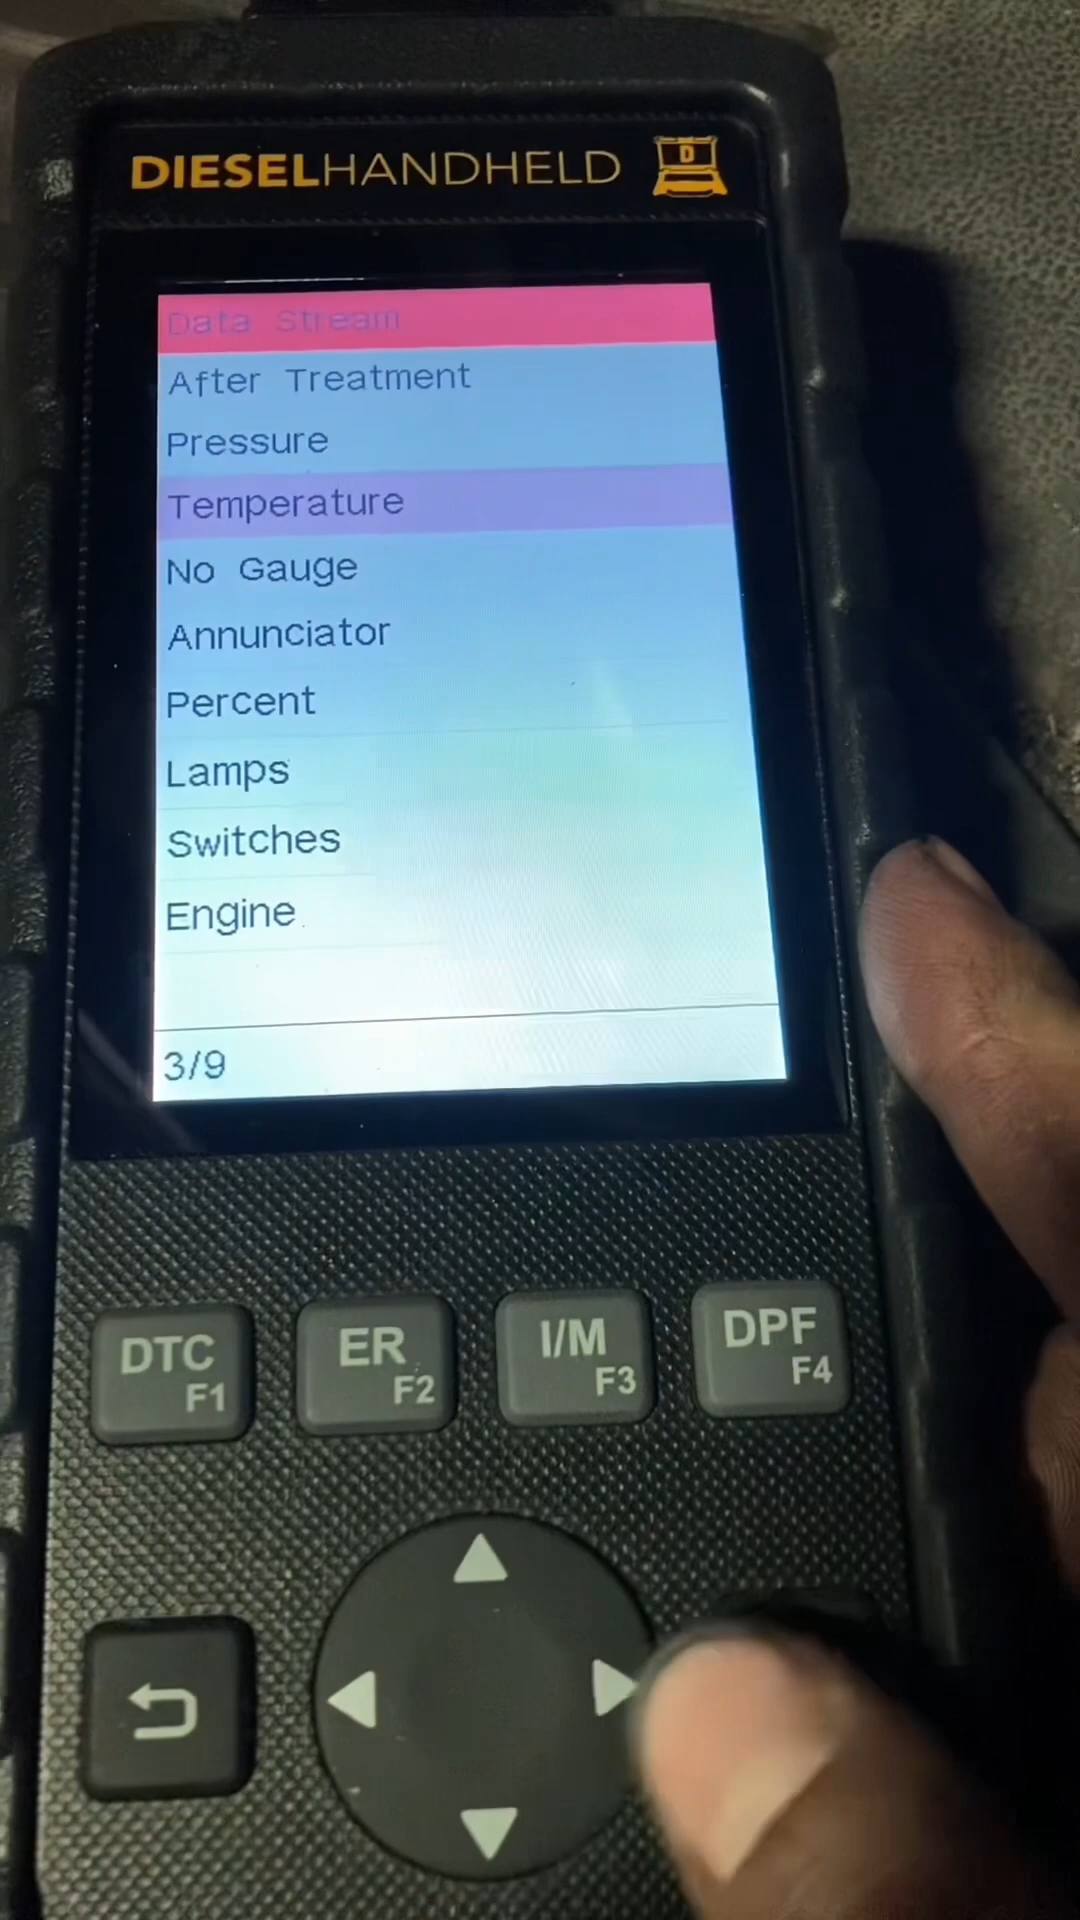 DIESELHANDHELD
D
Data Stream
After Treatment
Pressure
Temperature
No Gauge
Annunciator
Percent
Lamps
Switches
Engine
3/9
DTC F1
ER F2
I/M F3
DPF F4